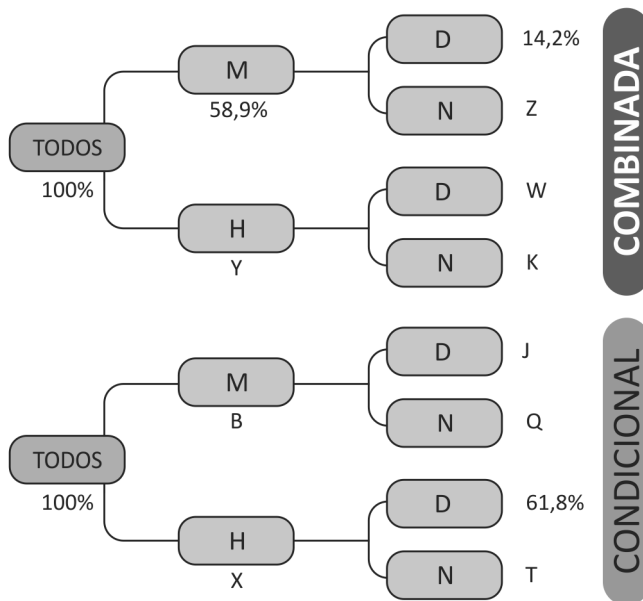 D 14,2%
M
58,9%
N Z
TODOS
100%
D W
H
Y
N K
COMBINADA
D J
M
B
N Q
TODOS
100%
D 61,8%
H
X
N T
CONDICIONAL